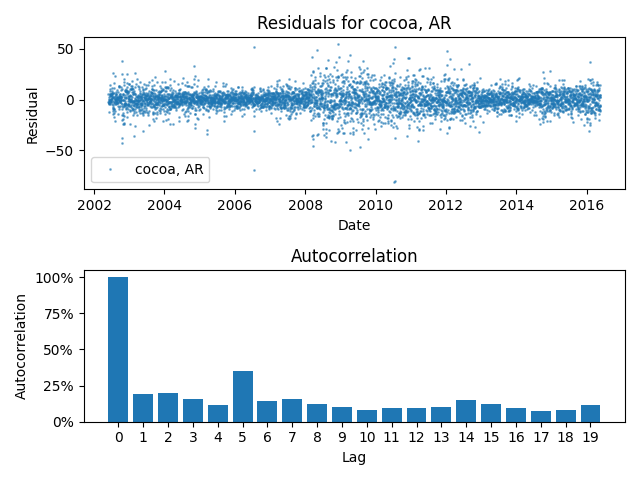 Residuals for cocoa, AR
Residual
50
0
−50
cocoa, AR
2002 2004 2006 2008 2010 2012 2014 2016
Date
Autocorrelation
Autocorrelation
100%
75%
50%
25%
0%
0 1 2 3 4 5 6 7 8 9 10 11 12 13 14 15 16 17 18 19
Lag